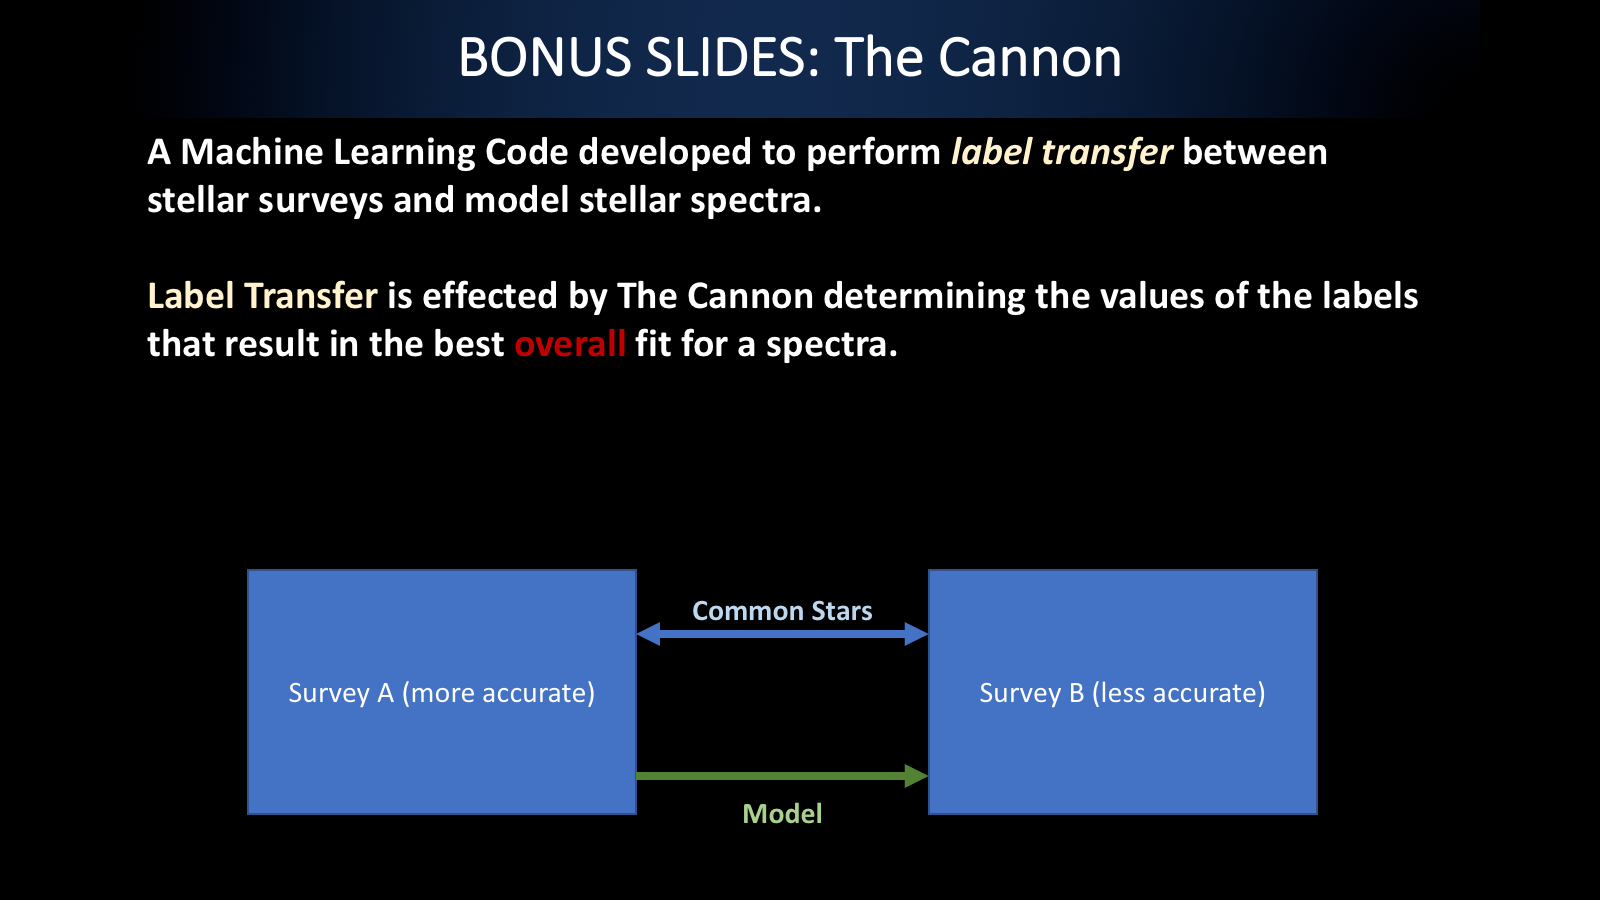 BONUS SLIDES: The Cannon
A Machine Learning Code developed to perform label transfer between
stellar surveys and model stellar spectra.
Label Transfer is effected by The Cannon determining the values of the labels
that result in the best overall fit for a spectra.
Common Stars
Survey A (more accurate)
Survey B (less accurate)
Model